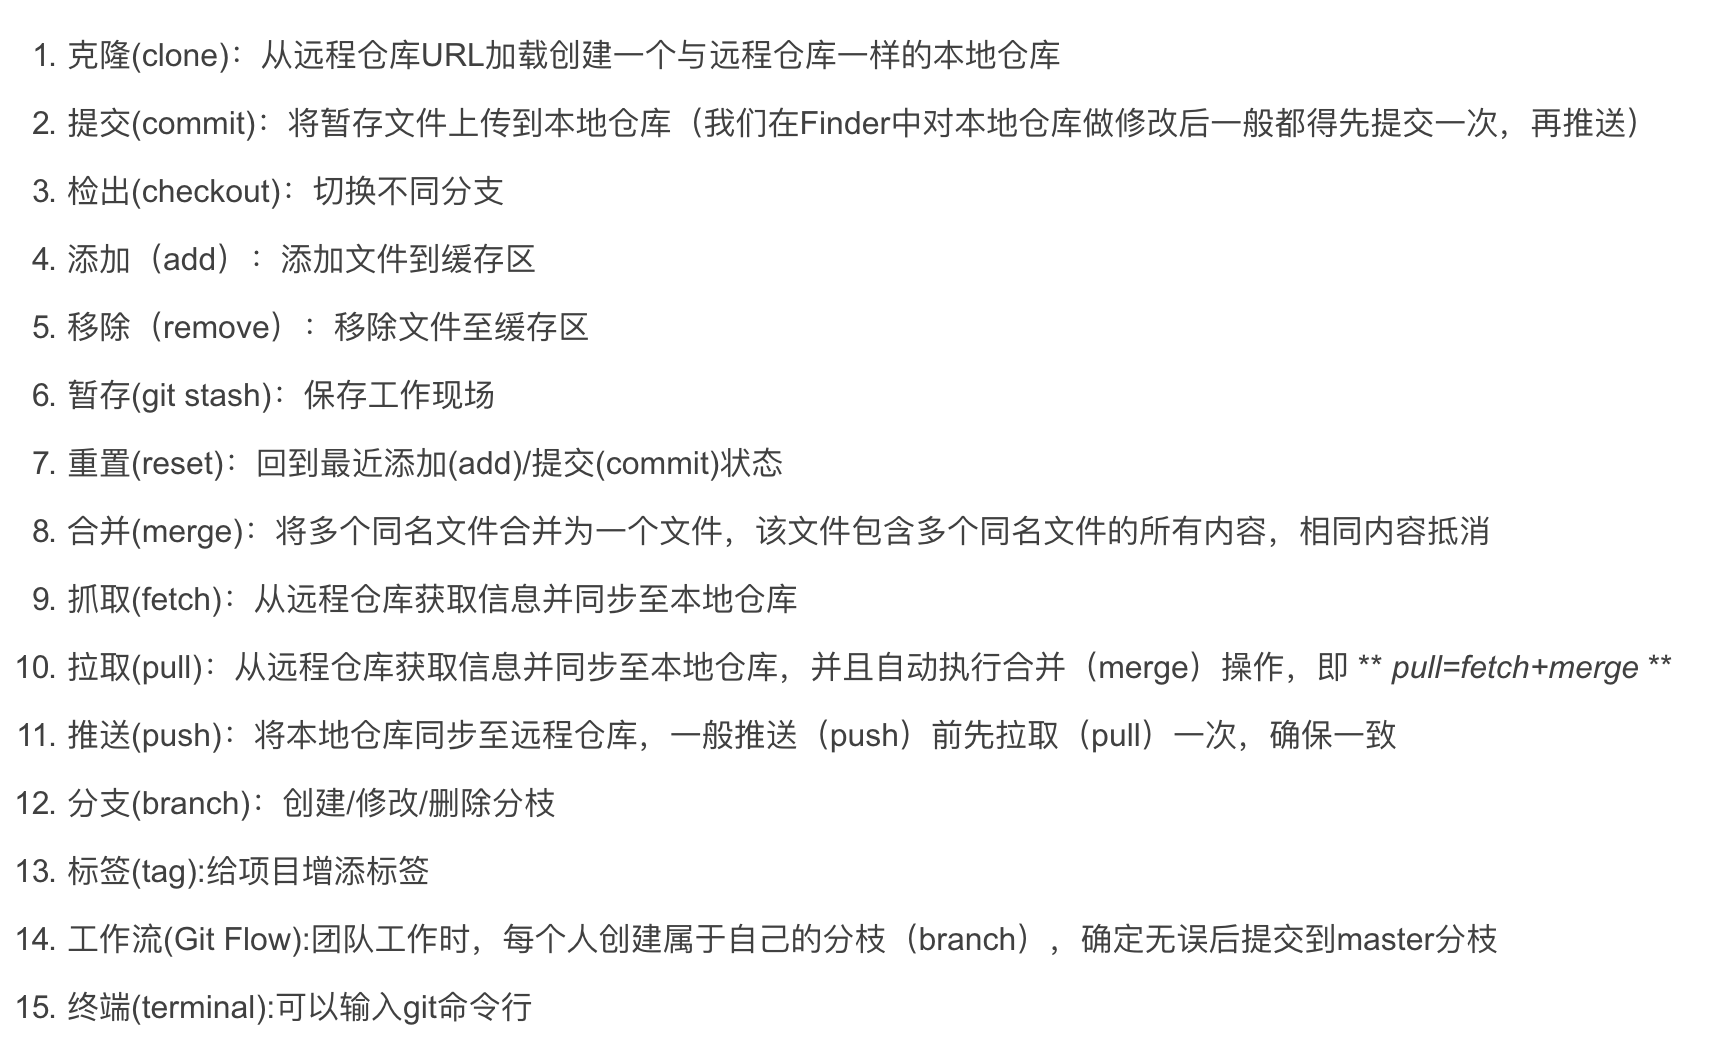 1. 克隆(clone)：从远程仓库URL加载创建一个与远程仓库一样的本地仓库
2. 提交(commit)：将暂存文件上传到本地仓库（我们在Finder中对本地仓库做修改后一般都得先提交一次，再推送）
3. 检出(checkout)：切换不同分支
4. 添加（add）：添加文件到缓存区
5. 移除（remove）：移除文件至缓存区
6. 暂存(git stash)：保存工作现场
7. 重置(reset)：回到最近添加(add)/提交(commit)状态
8. 合并(merge)：将多个同名文件合并为一个文件，该文件包含多个同名文件的所有内容，相同内容抵消
9. 抓取(fetch)：从远程仓库获取信息并同步至本地仓库
10. 拉取(pull)：从远程仓库获取信息并同步至本地仓库，并且自动执行合并（merge）操作，即 ** pull=fetch+merge **
11. 推送(push)：将本地仓库同步至远程仓库，一般推送（push）前先拉取（pull）一次，确保一致
12. 分支(branch)：创建/修改/删除分枝
13. 标签(tag):给项目增添标签
14. 工作流(Git Flow):团队工作时，每个人创建属于自己的分枝（branch），确定无误后提交到master分枝
15. 终端(terminal):可以输入git命令行